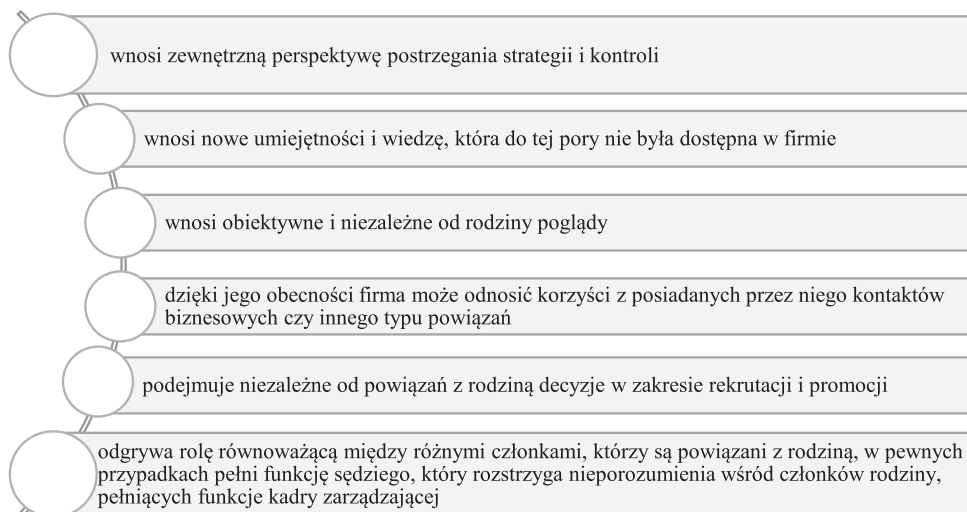 wnosi zewnętrzną perspektywę postrzegania strategii i kontroli
wnosi nowe umiejętności i wiedzę, która do tej pory nie była dostępna w firmie
wnosi obiektywne i niezależne od rodziny poglądy
dzięki jego obecności firma może odnosić korzyści z posiadanych przez niego kontaktów
biznesowych czy innego typu powiązań
podejmuje niezależne od powiązań z rodziną decyzje w zakresie rekrutacji i promocji
odgrywa rolę równoważącą między różnymi członkami, którzy są powiązani z rodziną, w pewnych
przypadkach pełni funkcję sędziego, który rozstrzyga nieporozumienia wśród członków rodziny,
pełniących funkcje kadry zarządzającej